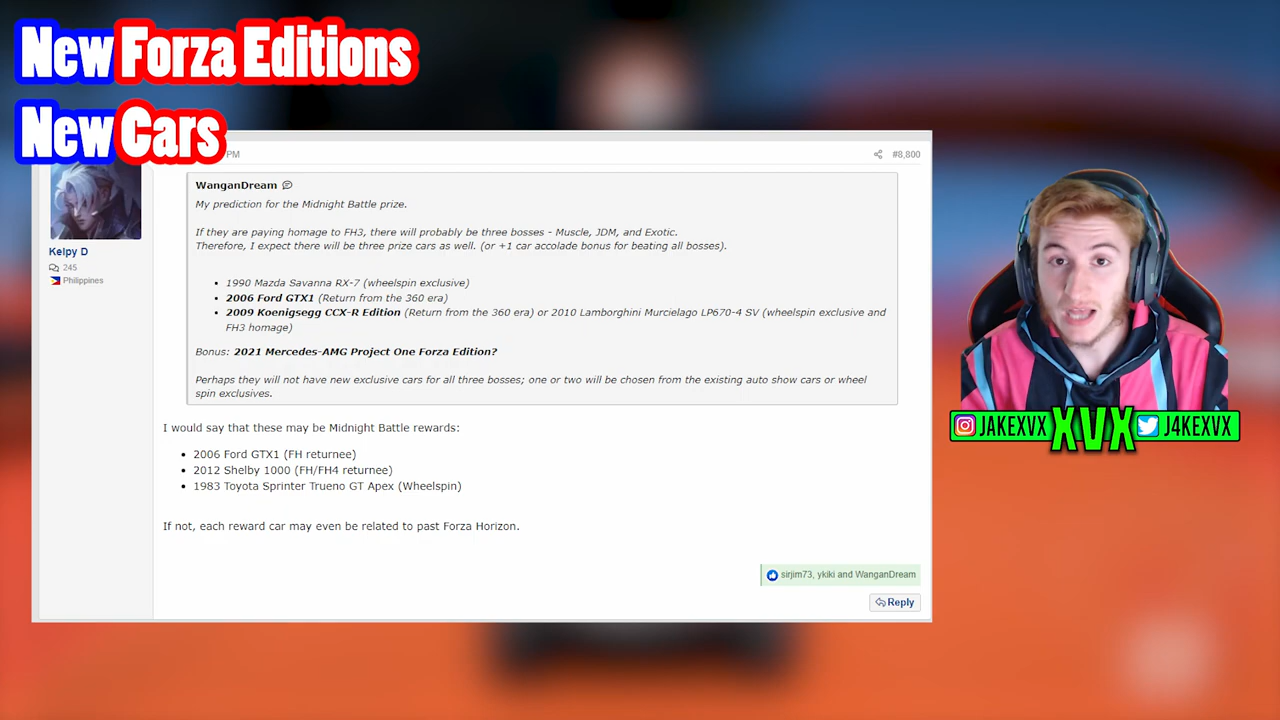 New Forza Editions
New Cars
PM
#8,800
WanganDream
My prediction for the Midnight Battle prize.
If they are paying homage to FH3, there will probably be three bosses - Muscle, JDM, and Exotic.
Therefore, I expect there will be three prize cars as well. (or +1 car accolade bonus for beating all bosses).
• 1990 Mazda Savanna RX-7 (wheelspin exclusive)
• 2006 Ford GTX1 (Return from the 360 era)
• 2009 Koenigsegg CCX-R Edition (Return from the 360 era) or 2010 Lamborghini Murcielago LP670-4 SV (wheelspin exclusive and
FH3 homage)
Bonus: 2021 Mercedes-AMG Project One Forza Edition?
Perhaps they will not have new exclusive cars for all three bosses; one or two will be chosen from the existing auto show cars or wheel
spin exclusives.
Kelpy D
245
Philippines
I would say that these may be Midnight Battle rewards:
• 2006 Ford GTX1 (FH returnee)
• 2012 Shelby 1000 (FH/FH4 returnee)
• 1983 Toyota Sprinter Trueno GT Apex (Wheelspin)
If not, each reward car may even be related to past Forza Horizon.
sirjim73, ykiki and WanganDream
Reply
JAKEXVX XVX J4KEXVX